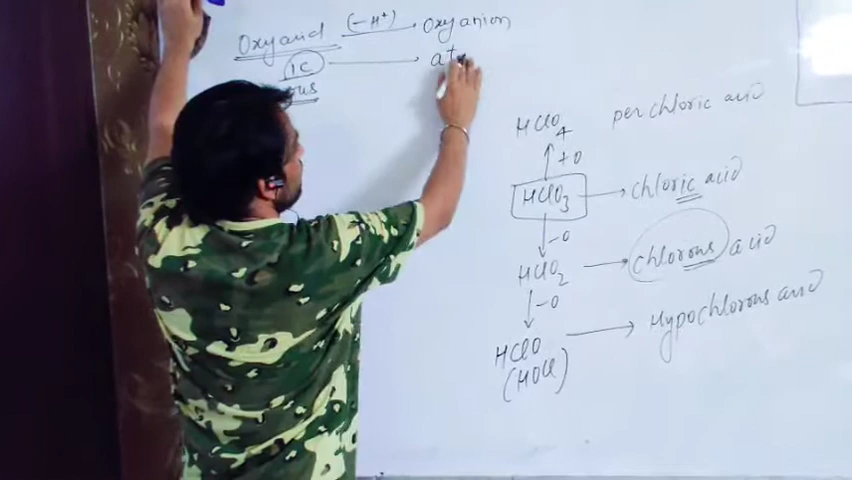 Oxyacid (-H⁺) Oxyanion
ic at
ous
HClO₄ perchloric acid
+O
HClO₃ chloric acid
-O
HClO₂ chlorous acid
-O
HClO Hypochlorous acid
(HOCl)